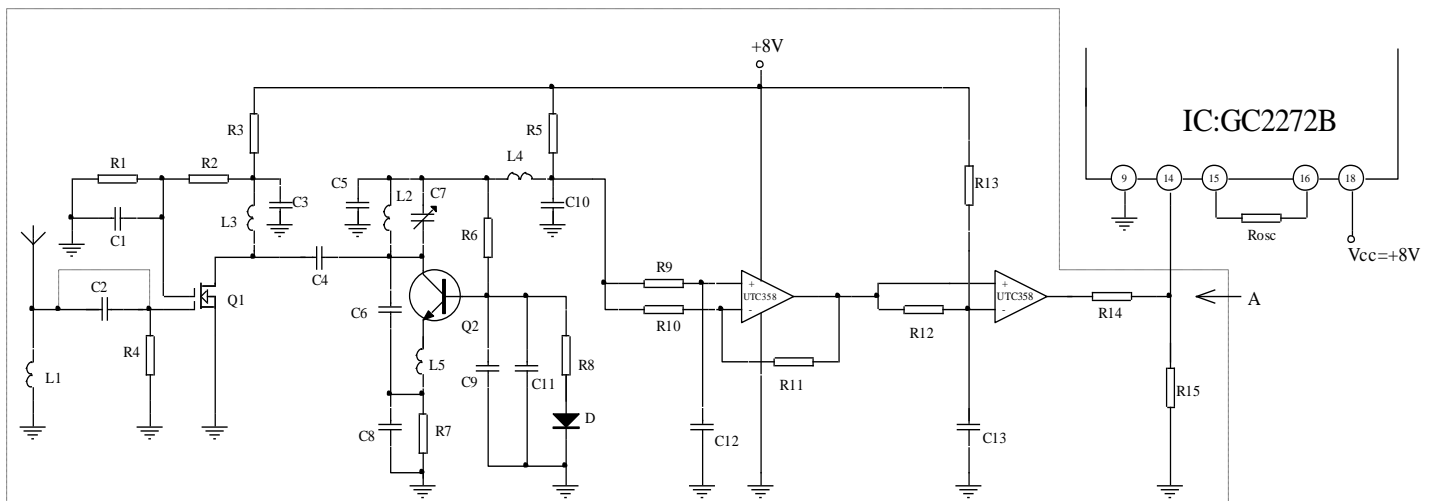 +8V
IC:GC2272B
R3
R5
R1
R2
L4
C5
L2
C7
C3
C10
R13
9
14
15
16
18
L3
R6
C1
Rosc
Vcc=+8V
C4
R9
C2
Q1
+
UTC358
-
+
UTC358
-
R14
A
C6
Q2
R10
R12
R4
L5
R8
L1
C9
C11
R11
R15
D
C8
R7
C12
C13